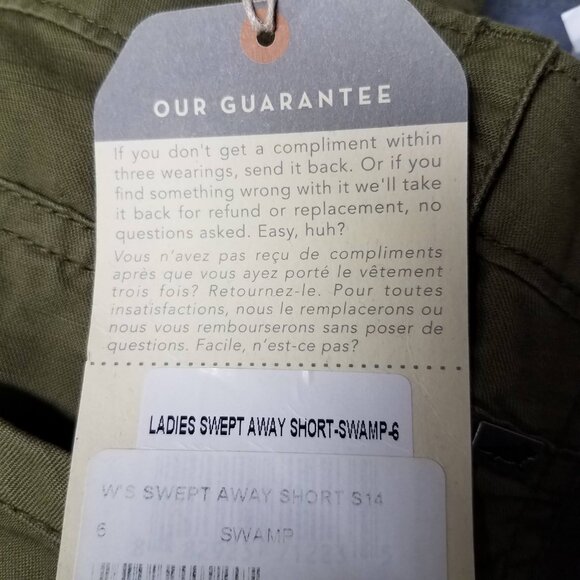 OUR GUARANTEE
If you don't get a compliment within
three wearings, send it back. Or if you
find something wrong with it we'll take
it back for refund or replacement, no
questions asked. Easy, huh?
Vous n'avez pas reçu de compliments
après que vous ayez porté le vêtement
trois fois? Retournez-le. Pour toutes
insatisfactions, nous le remplacerons ou
nous vous rembourserons sans poser de
questions. Facile, n'est-ce pas?
LADIES SWEPT AWAY SHORT-SWAMP-6
W'S SWEPT AWAY SHORT S14
6 SWAMP